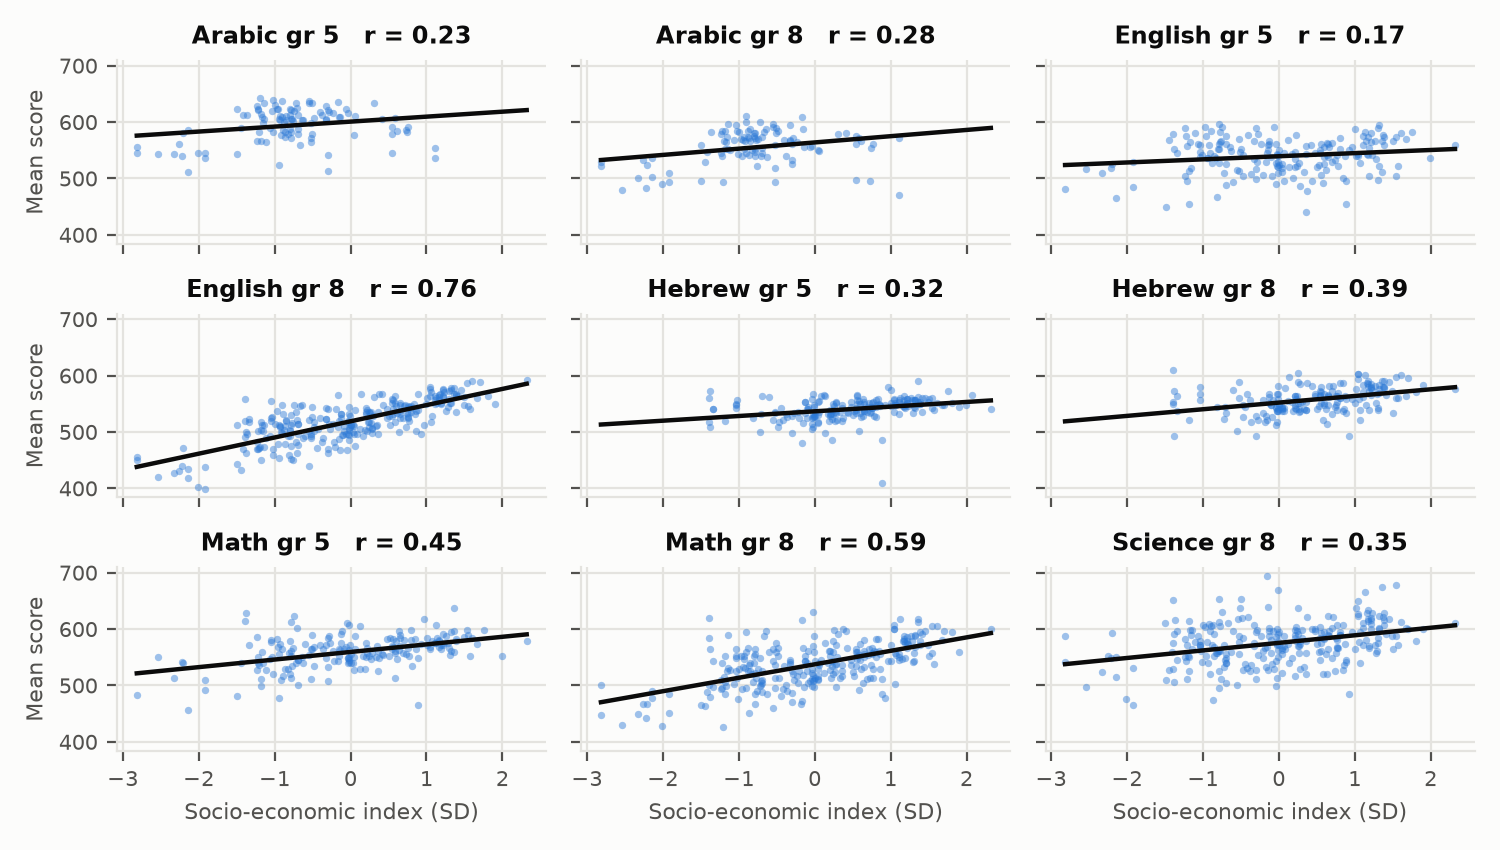 Arabic gr 5 r = 0.23
Arabic gr 8 r = 0.28
English gr 5 r = 0.17
Mean score
700
600
500
400
English gr 8 r = 0.76
Hebrew gr 5 r = 0.32
Hebrew gr 8 r = 0.39
Mean score
700
600
500
400
Math gr 5 r = 0.45
Math gr 8 r = 0.59
Science gr 8 r = 0.35
Mean score
700
600
500
400
−3 −2 −1 0 1 2
−3 −2 −1 0 1 2
−3 −2 −1 0 1 2
Socio-economic index (SD)
Socio-economic index (SD)
Socio-economic index (SD)